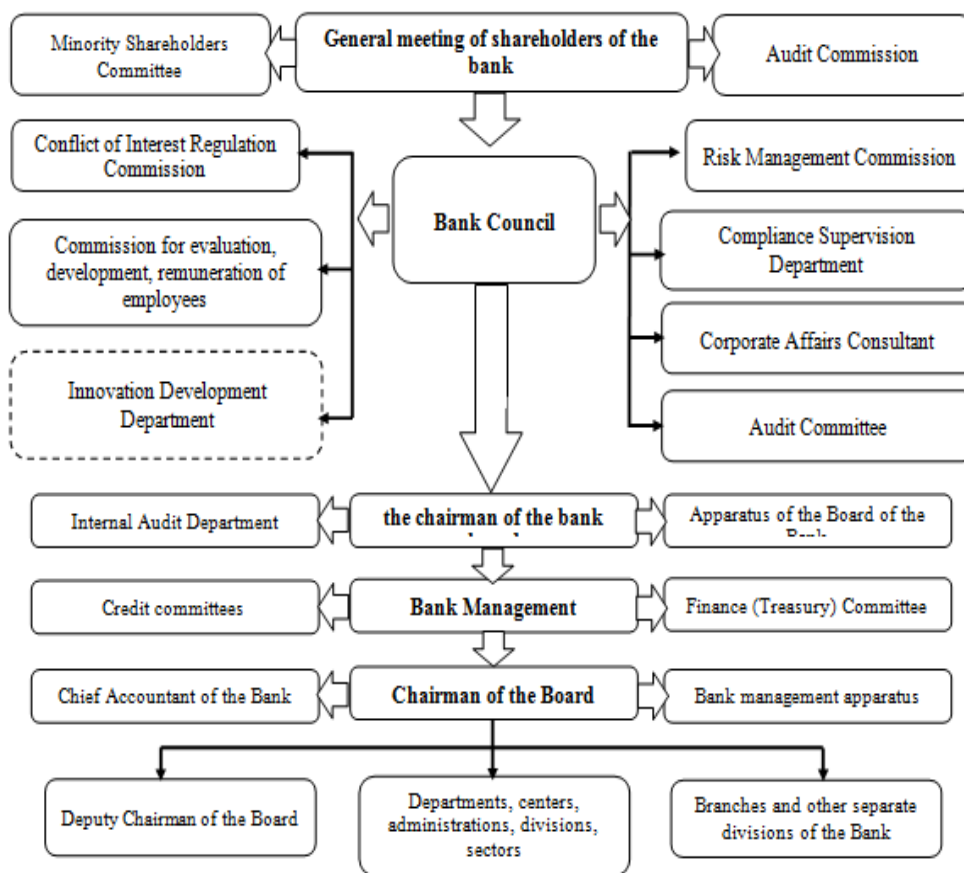 Minority Shareholders
Committee
General meeting of shareholders of the
bank
Audit Commission
Conflict of Interest Regulation
Commission
Risk Management Commission
Bank Council
Commission for evaluation,
development, remuneration of
employees
Compliance Supervision
Department
Corporate Affairs Consultant
Innovation Development
Department
Audit Committee
Internal Audit Department
the chairman of the bank
Apparatus of the Board of the
Bank
Credit committees
Bank Management
Finance (Treasury) Committee
Chief Accountant of the Bank
Chairman of the Board
Bank management apparatus
Deputy Chairman of the Board
Departments, centers,
administrations, divisions,
sectors
Branches and other separate
divisions of the Bank